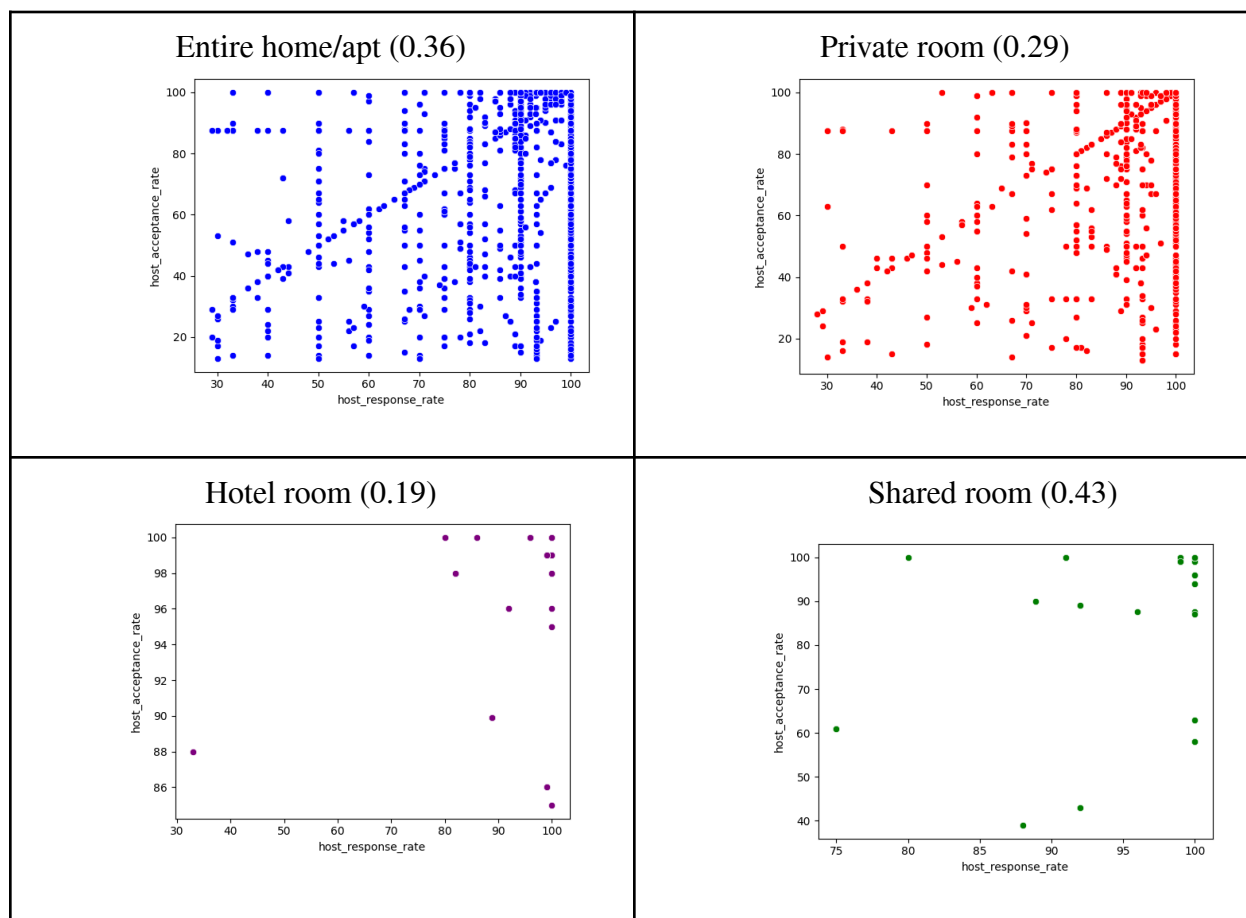 Entire home/apt (0.36)
100
80
60
40
20
host_acceptance_rate
30 40 50 60 70 80 90 100
host_response_rate
Private room (0.29)
100
80
60
40
20
host_acceptance_rate
30 40 50 60 70 80 90 100
host_response_rate
Hotel room (0.19)
100
98
96
94
92
90
88
86
host_acceptance_rate
30 40 50 60 70 80 90 100
host_response_rate
Shared room (0.43)
100
90
80
70
60
50
40
host_acceptance_rate
75 80 85 90 95 100
host_response_rate